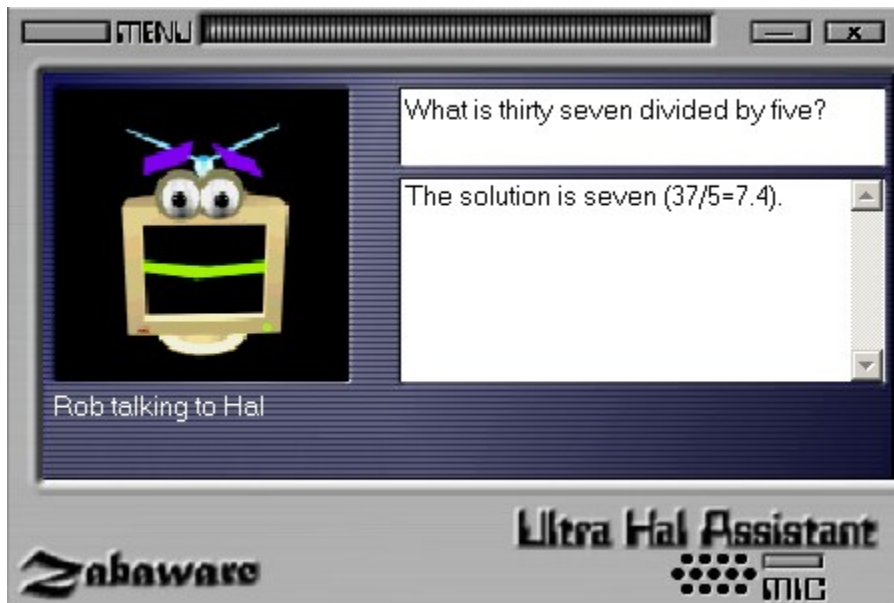 MENU
What is thirty seven divided by five?
The solution is seven (37/5=7.4).
Rob talking to Hal
Ultra Hal Assistant
Zabaware
MIC